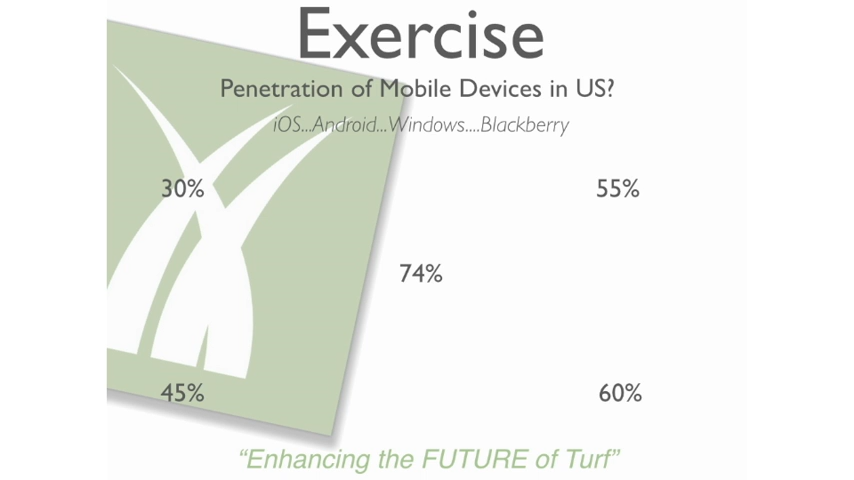 Exercise
Penetration of Mobile Devices in US?
iOS...Android...Windows....Blackberry
30%
55%
74%
45%
60%
“Enhancing the FUTURE of Turf”